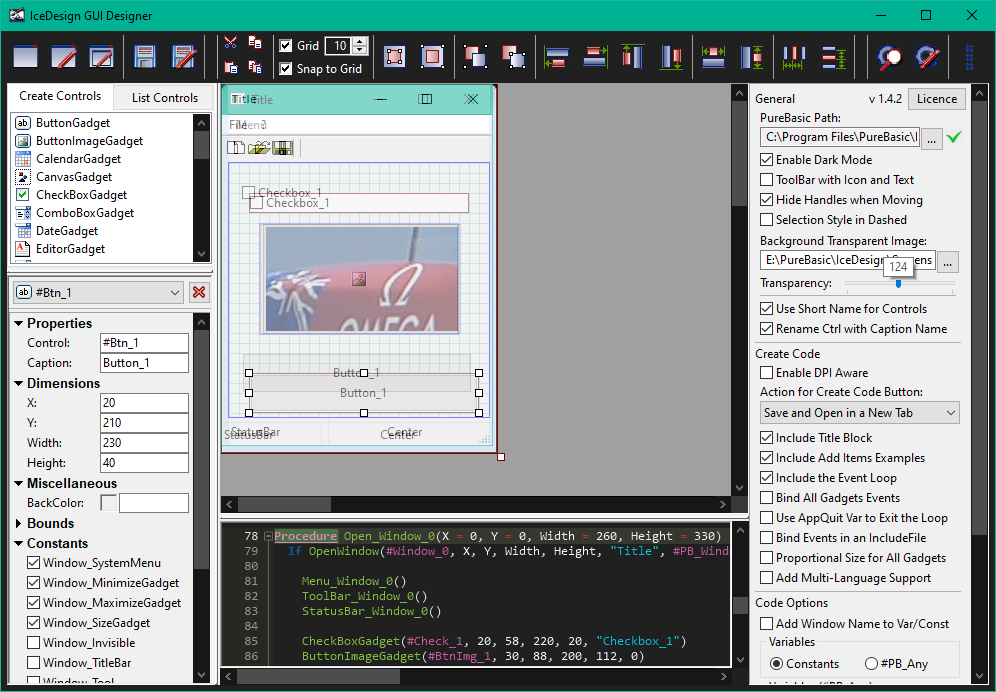 IceDesign GUI Designer
Grid 10
Snap to Grid
Create Controls List Controls
ButtonGadget
ButtonImageGadget
CalendarGadget
CanvasGadget
CheckBoxGadget
ComboBoxGadget
DateGadget
EditorGadget
#Btn_1
Properties
Control: #Btn_1
Caption: Button_1
Dimensions
X: 20
Y: 210
Width: 230
Height: 40
Miscellaneous
BackColor:
Bounds
Constants
Window_SystemMenu
Window_MinimizeGadget
Window_MaximizeGadget
Window_SizeGadget
Window_Invisible
Window_TitleBar
Window_Tool
Title Title
File Menu ?
Checkbox_1
Checkbox_1
OMEGA
Button_1
Button_1
StatusBar Center
StatusBar Center
78 Procedure Open_Window_0(X = 0, Y = 0, Width = 260, Height = 330)
79 If OpenWindow(#Window_0, X, Y, Width, Height, "Title", #PB_Wind
80
81 Menu_Window_0()
82 ToolBar_Window_0()
83 StatusBar_Window_0()
84
85 CheckBoxGadget(#Check_1, 20, 58, 220, 20, "Checkbox_1")
86 ButtonImageGadget(#BtnImg_1, 30, 88, 200, 112, 0)
General v 1.4.2 Licence
PureBasic Path:
C:\Program Files\PureBasic\ ...
Enable Dark Mode
ToolBar with Icon and Text
Hide Handles when Moving
Selection Style in Dashed
Background Transparent Image:
E:\PureBasic\IceDesign\ ens ...
124
Transparency:
Use Short Name for Controls
Rename Ctrl with Caption Name
Create Code
Enable DPI Aware
Action for Create Code Button:
Save and Open in a New Tab
Include Title Block
Include Add Items Examples
Include the Event Loop
Bind All Gadgets Events
Use AppQuit Var to Exit the Loop
Bind Events in an IncludeFile
Proportional Size for All Gadgets
Add Multi-Language Support
Code Options
Add Window Name to Var/Const
Variables
Constants #PB_Any